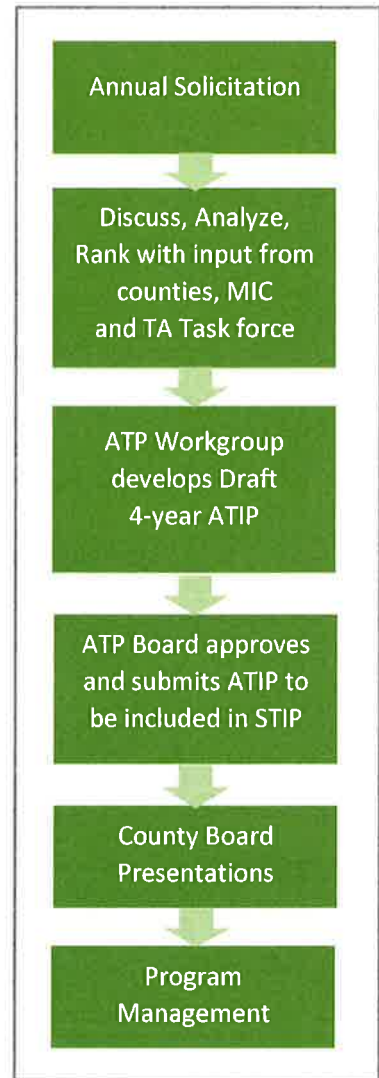 Annual Solicitation
Discuss, Analyze,
Rank with input from
counties, MIC
and TA Task force
ATP Workgroup
develops Draft
4-year ATIP
ATP Board approves
and submits ATIP to
be included in STIP
County Board
Presentations
Program
Management